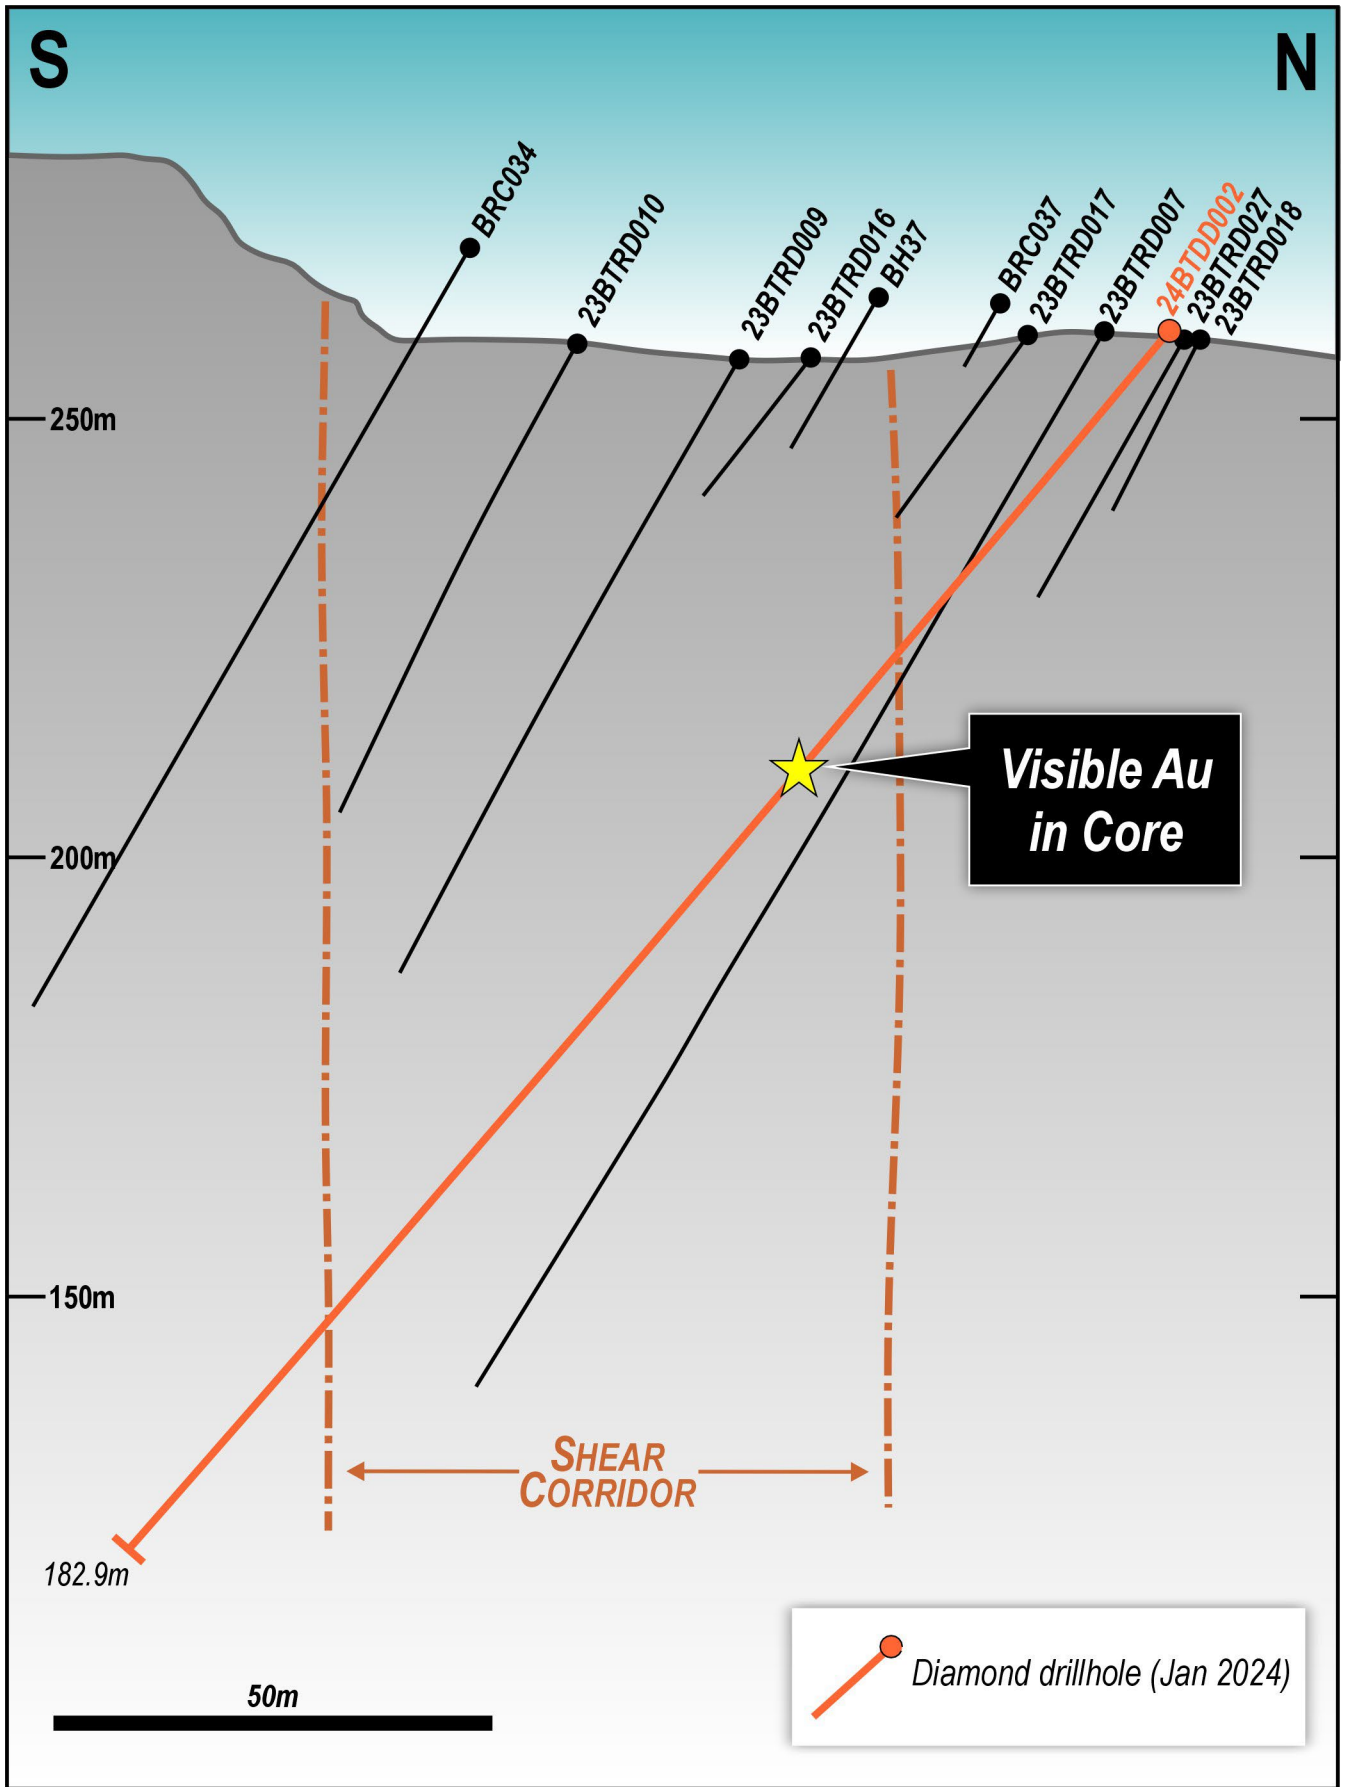 S
N
BRC034
23BTRD010
23BTRD009
23BTRD016
BH37
BRC037
23BTRD017
23BTRD007
24BTDD002
23BTRD027
23BTRD018
250m
200m
150m
Visible Au
in Core
SHEAR
CORRIDOR
182.9m
50m
Diamond drillhole (Jan 2024)